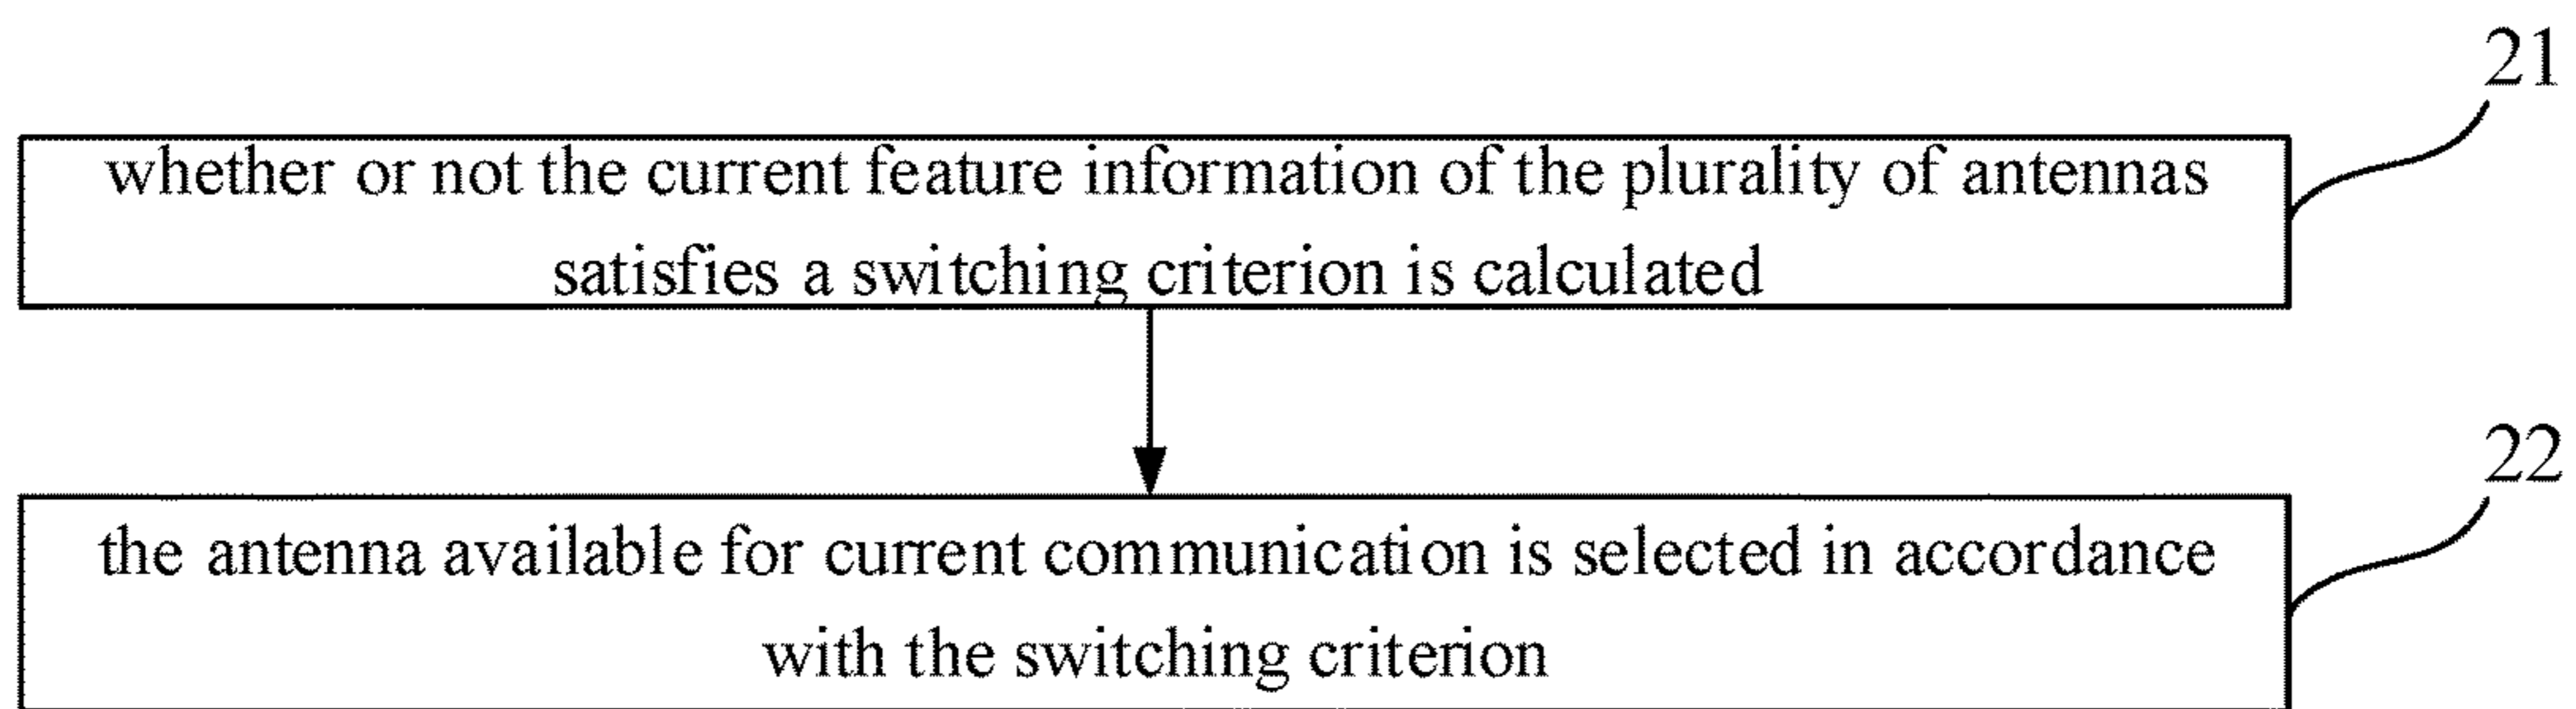 21
whether or not the current feature information of the plurality of antennas
satisfies a switching criterion is calculated
22
the antenna available for current communication is selected in accordance
with the switching criterion